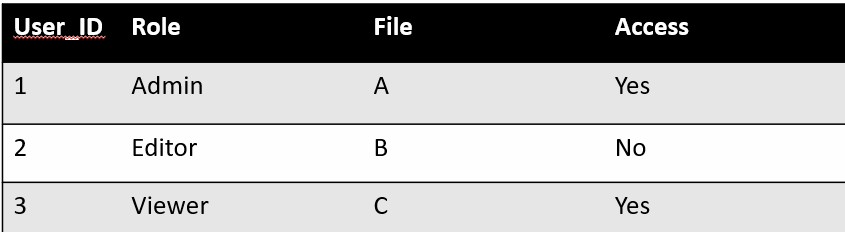 User_ID Role File Access
1 Admin A Yes
2 Editor B No
3 Viewer C Yes